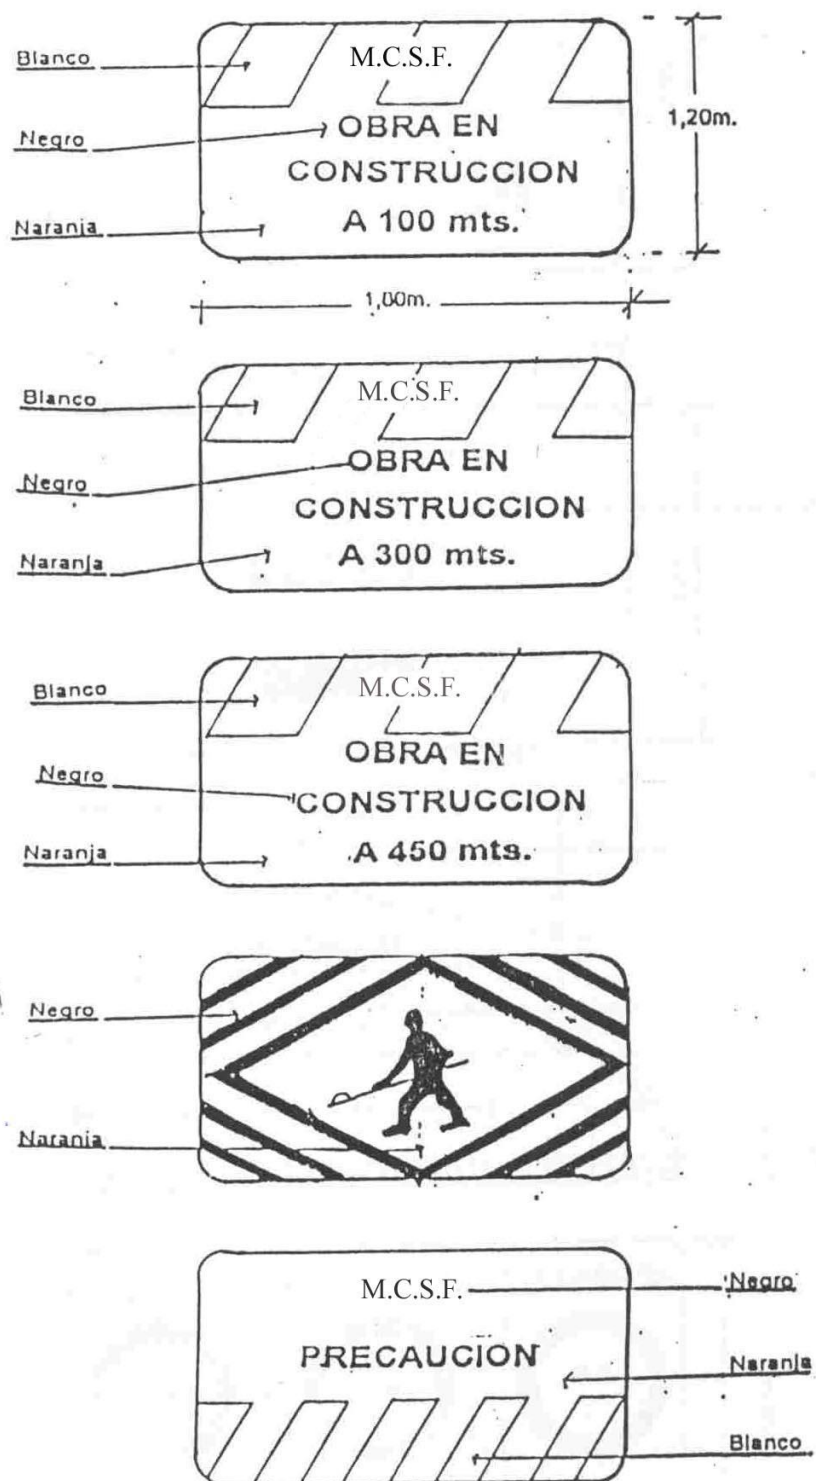 Blanco
M.C.S.F.
Negro
OBRA EN
CONSTRUCCION
Naranja
A 100 mts.
1,20m.
1,00m.
Blanco
M.C.S.F.
Negro
OBRA EN
CONSTRUCCION
Naranja
A 300 mts.
Blanco
M.C.S.F.
OBRA EN
Negro
CONSTRUCCION
Naranja
A 450 mts.
Negro
Naranja
M.C.S.F.
Negro
PRECAUCION
Naranja
Blanco